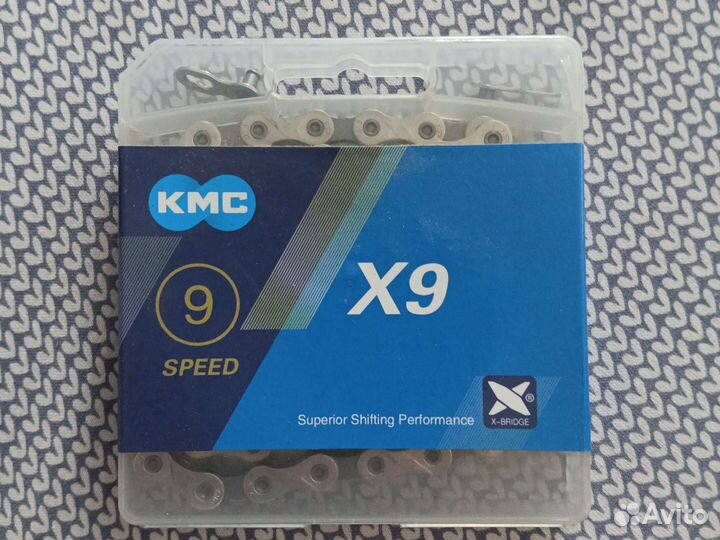 KMC
9
SPEED
X9
Superior Shifting Performance
X-BRIDGE
®
Avito